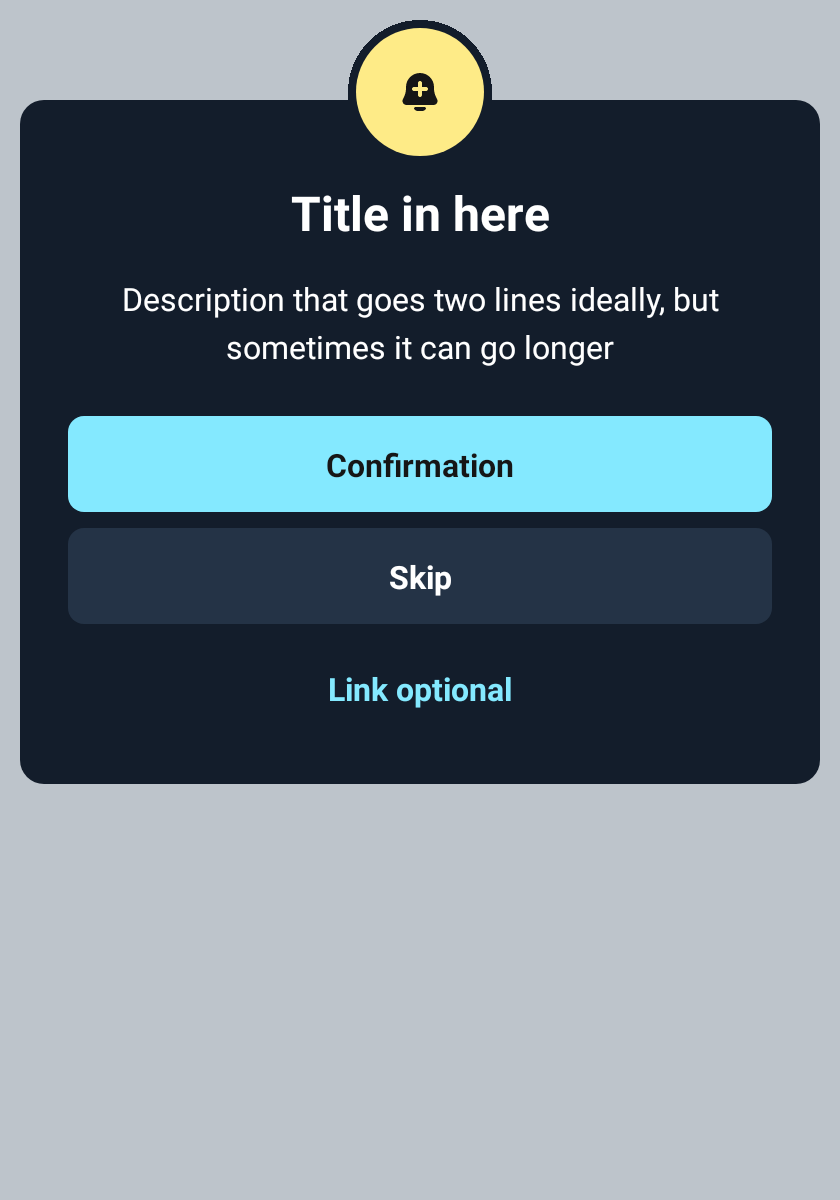 Title in here
Description that goes two lines ideally, but
sometimes it can go longer
Confirmation
Skip
Link optional